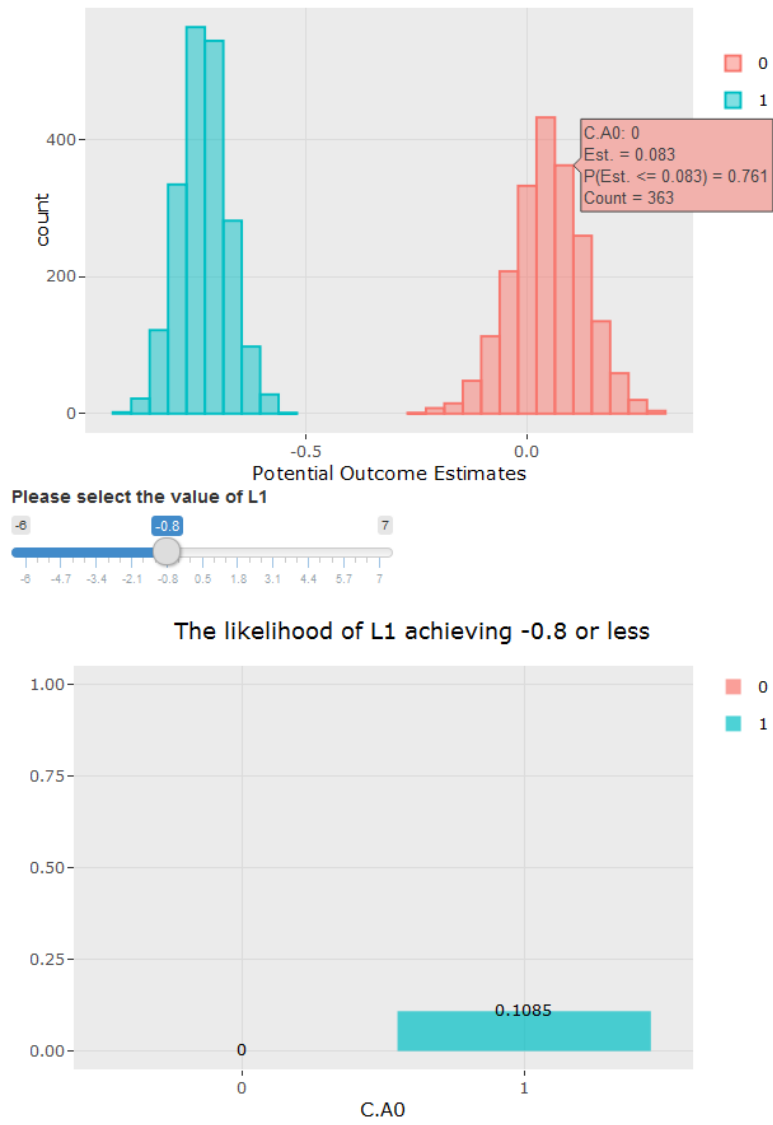 0
1
C.A0: 0
Est. = 0.083
P(Est. <= 0.083) = 0.761
Count = 363
400
200
0
count
-0.5
0.0
Potential Outcome Estimates
Please select the value of L1
-6
-0.8
7
-6 -4.7 -3.4 -2.1 -0.8 0.5 1.8 3.1 4.4 5.7 7
The likelihood of L1 achieving -0.8 or less
0
1
1.00
0.75
0.50
0.25
0.00
0.1085
0
0
1
C.A0